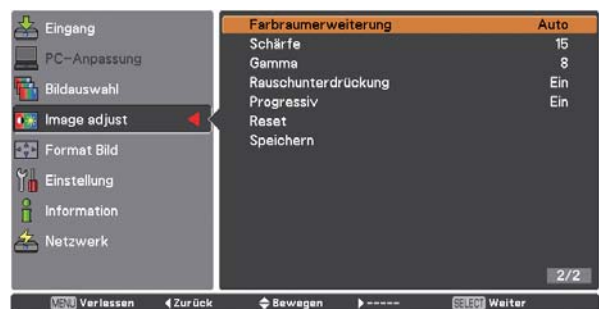 Eingang
PC-Anpassung
Bildauswahl
Image adjust
Format Bild
Einstellung
Information
Netzwerk
Farbraumerweiterung Auto
Schärfe 15
Gamma 8
Rauschunterdrückung Ein
Progressiv Ein
Reset
Speichern
2/2
MENU Verlassen Zurück Bewegen ----- SELECT Weiter